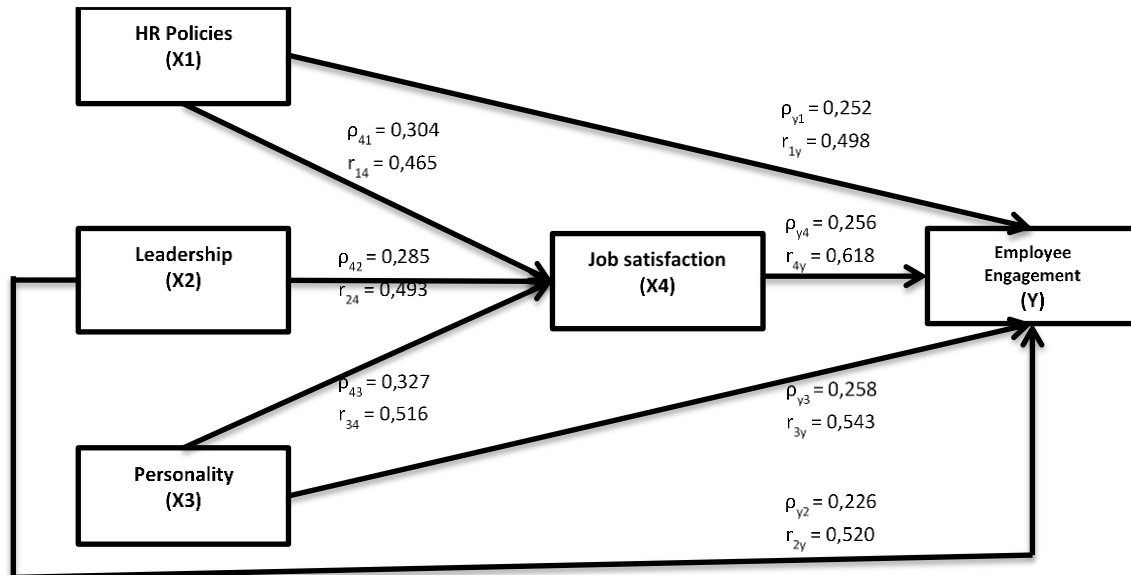 HR Policies
(X1)
ρy1 = 0,252
r1y = 0,498
ρ41 = 0,304
r14 = 0,465
Leadership
(X2)
ρ42 = 0,285
r24 = 0,493
Job satisfaction
(X4)
ρy4 = 0,256
r4y = 0,618
Employee
Engagement
(Y)
ρ43 = 0,327
r34 = 0,516
ρy3 = 0,258
r3y = 0,543
Personality
(X3)
ρy2 = 0,226
r2y = 0,520